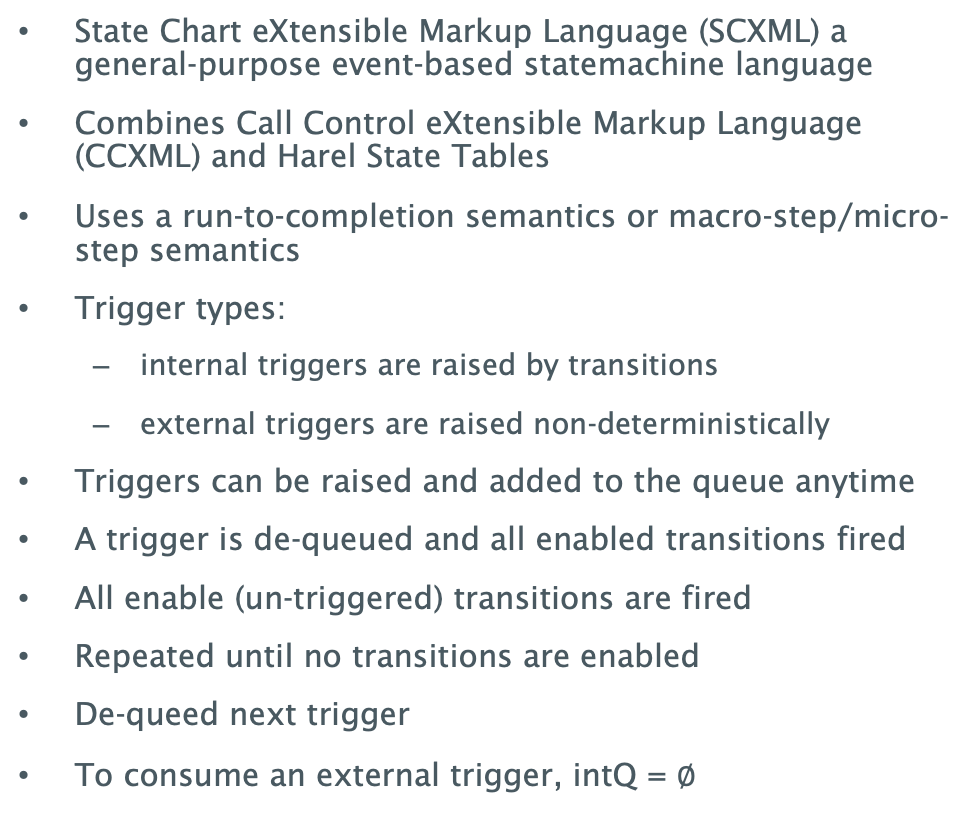 • State Chart eXtensible Markup Language (SCXML) a
general-purpose event-based statemachine language
• Combines Call Control eXtensible Markup Language
(CCXML) and Harel State Tables
• Uses a run-to-completion semantics or macro-step/micro-
step semantics
• Trigger types:
– internal triggers are raised by transitions
– external triggers are raised non-deterministically
• Triggers can be raised and added to the queue anytime
• A trigger is de-queued and all enabled transitions fired
• All enable (un-triggered) transitions are fired
• Repeated until no transitions are enabled
• De-queed next trigger
• To consume an external trigger, intQ = ∅